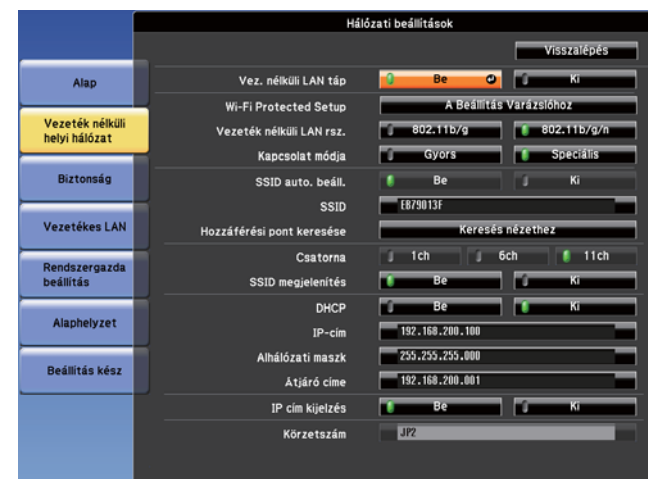 Hálózati beállítások
Visszalépés
Alap
Vezeték nélküli
helyi hálózat
Biztonság
Vezetékes LAN
Rendszergazda
beállítás
Alaphelyzet
Beállítás kész
Vez. nélküli LAN táp Be Ki
Wi-Fi Protected Setup A Beállítás Varázslóhoz
Vezeték nélküli LAN rsz. 802.11b/g 802.11b/g/n
Kapcsolat módja Gyors Speciális
SSID auto. beáll. Be Ki
SSID EB79013F
Hozzáférési pont keresése Keresés nézethez
Csatorna 1ch 6ch 11ch
SSID megjelenítés Be Ki
DHCP Be Ki
IP-cím 192.168.200.100
Alhálózati maszk 255.255.255.000
Átjáró címe 192.168.200.001
IP cím kijelzés Be Ki
Körzetszám JP2